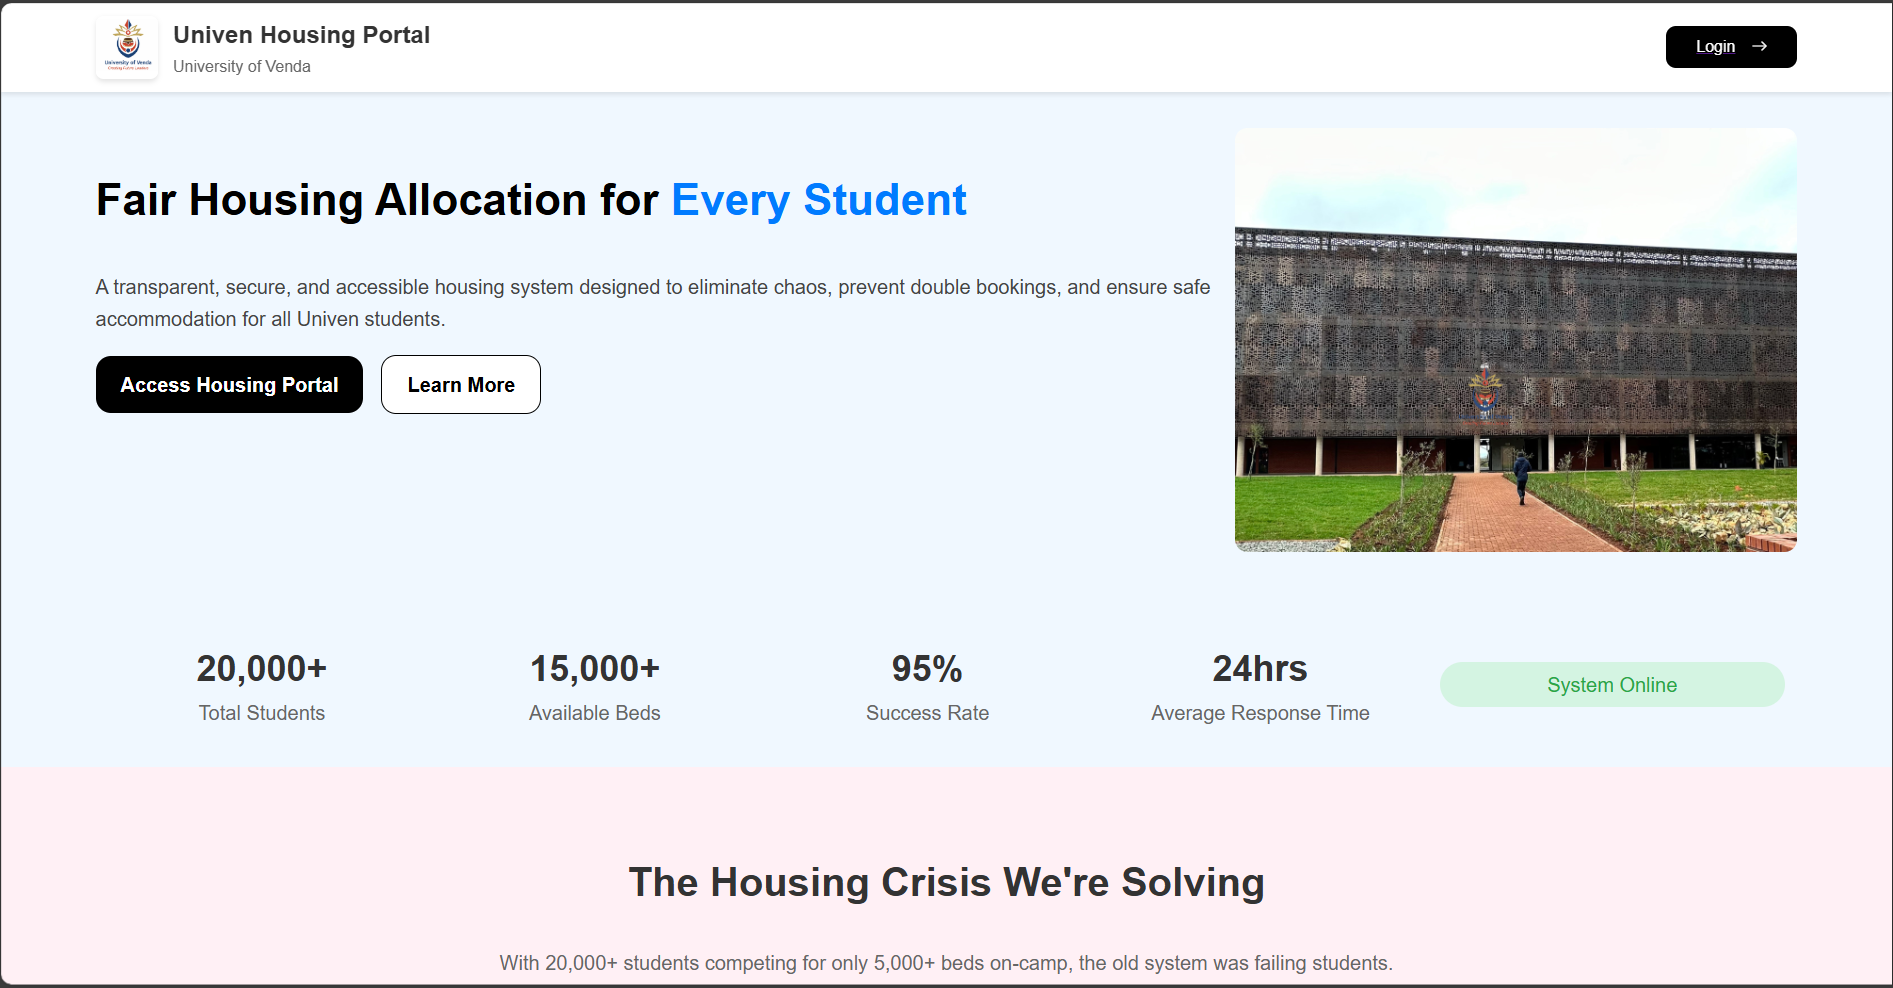 University of Venda
Creating Future Leaders
Univen Housing Portal
University of Venda
Login
Fair Housing Allocation for Every Student
A transparent, secure, and accessible housing system designed to eliminate chaos, prevent double bookings, and ensure safe
accommodation for all Univen students.
Access Housing Portal
Learn More
20,000+
Total Students
15,000+
Available Beds
95%
Success Rate
24hrs
Average Response Time
System Online
The Housing Crisis We're Solving
With 20,000+ students competing for only 5,000+ beds on-camp, the old system was failing students.